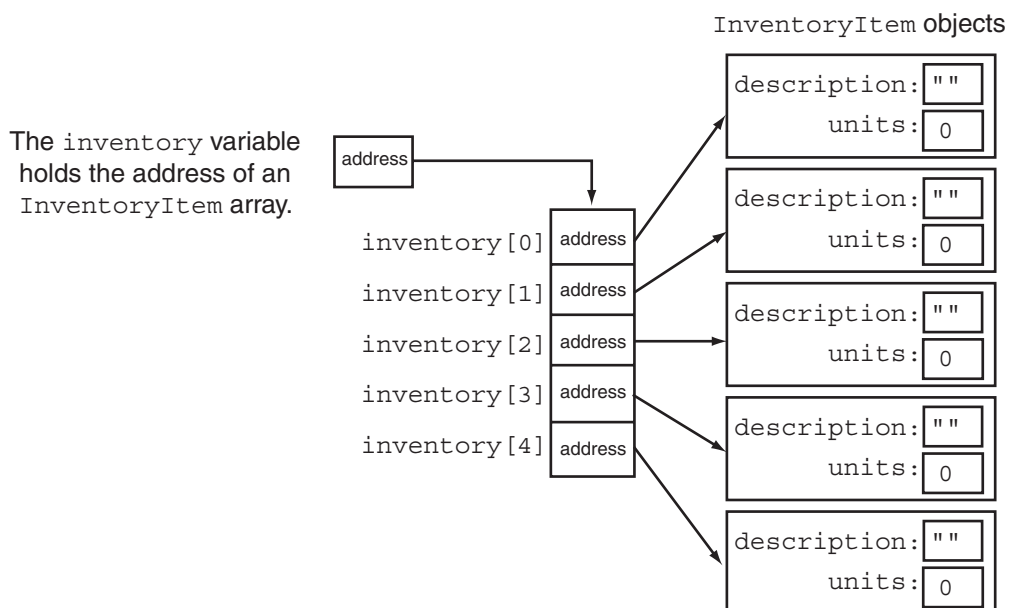 InventoryItem objects
The inventory variable
holds the address of an
InventoryItem array.
address
inventory[0] address
inventory[1] address
inventory[2] address
inventory[3] address
inventory[4] address
description: ""
units: 0
description: ""
units: 0
description: ""
units: 0
description: ""
units: 0
description: ""
units: 0